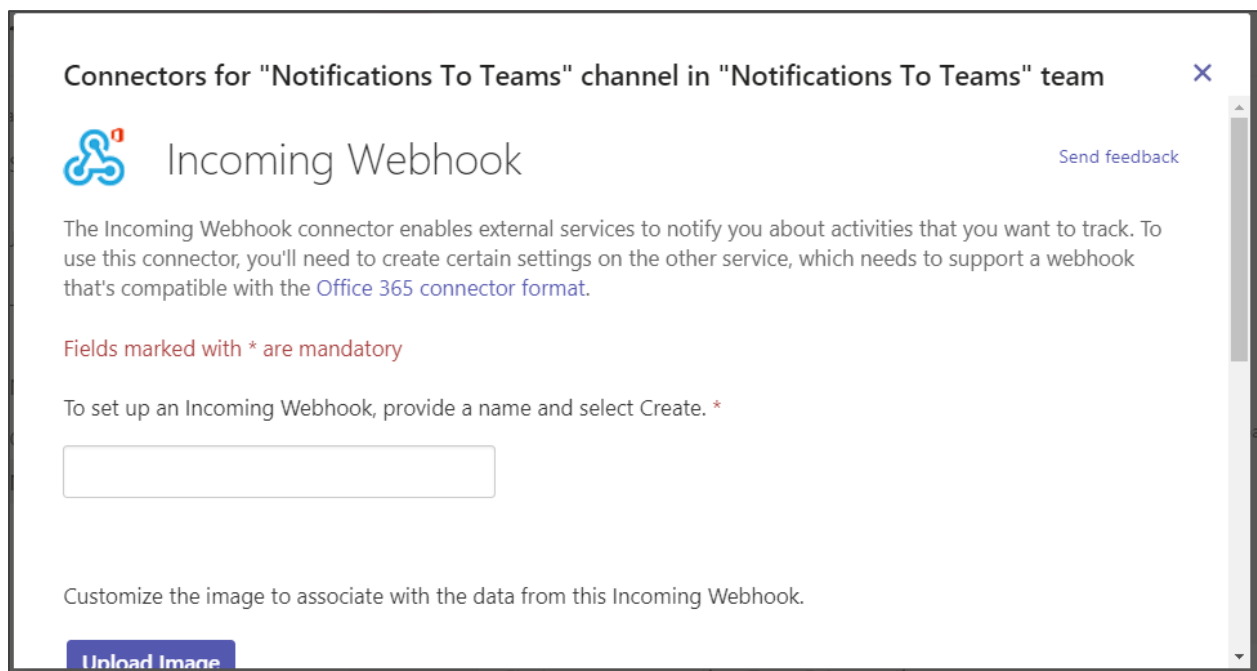 Connectors for "Notifications To Teams" channel in "Notifications To Teams" team
Incoming Webhook
Send feedback
The Incoming Webhook connector enables external services to notify you about activities that you want to track. To
use this connector, you'll need to create certain settings on the other service, which needs to support a webhook
that's compatible with the Office 365 connector format.
Fields marked with * are mandatory
To set up an Incoming Webhook, provide a name and select Create. *
Customize the image to associate with the data from this Incoming Webhook.
Upload Image